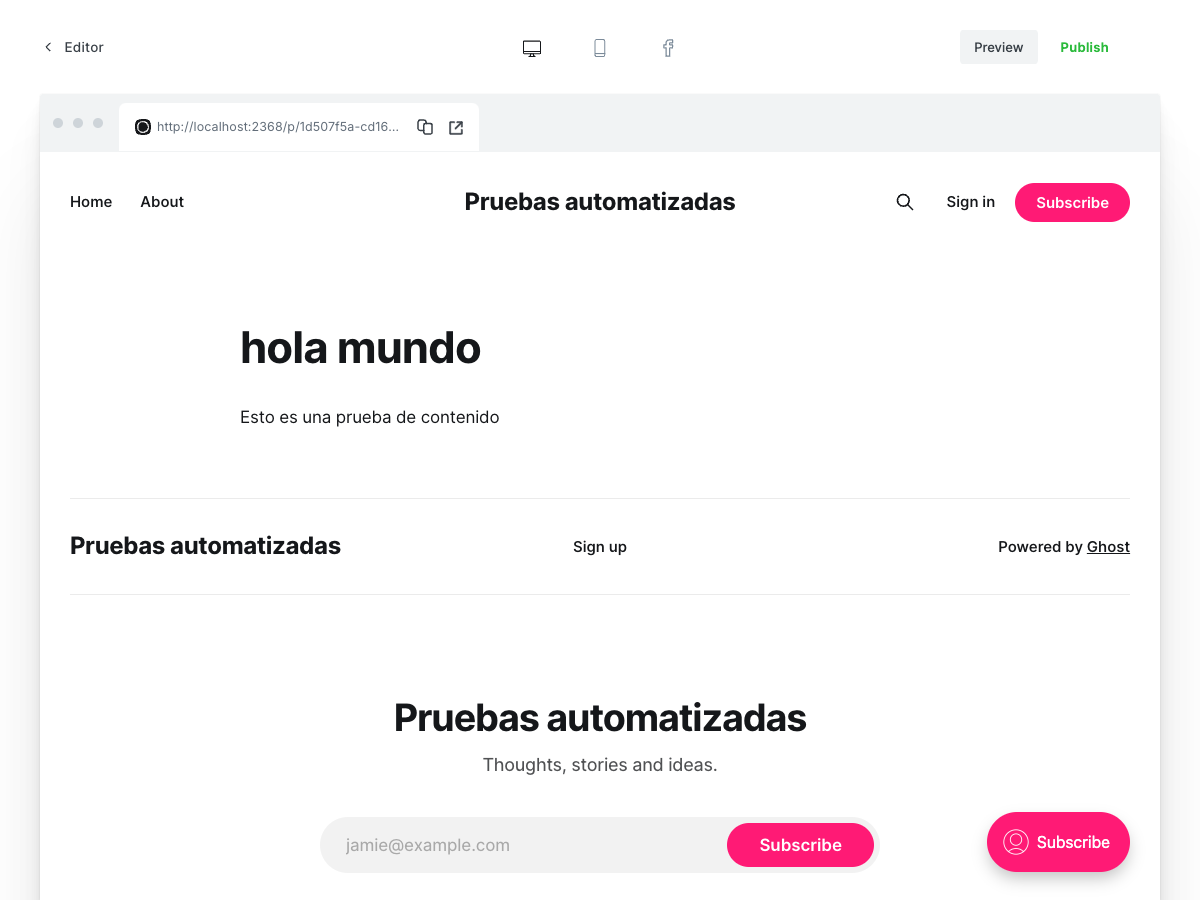 Editor
Preview
Publish
http://localhost:2368/p/1d507f5a-cd16...
Home
About
Pruebas automatizadas
Sign in
Subscribe
hola mundo
Esto es una prueba de contenido
Pruebas automatizadas
Sign up
Powered by Ghost
Pruebas automatizadas
Thoughts, stories and ideas.
jamie@example.com
Subscribe
Subscribe